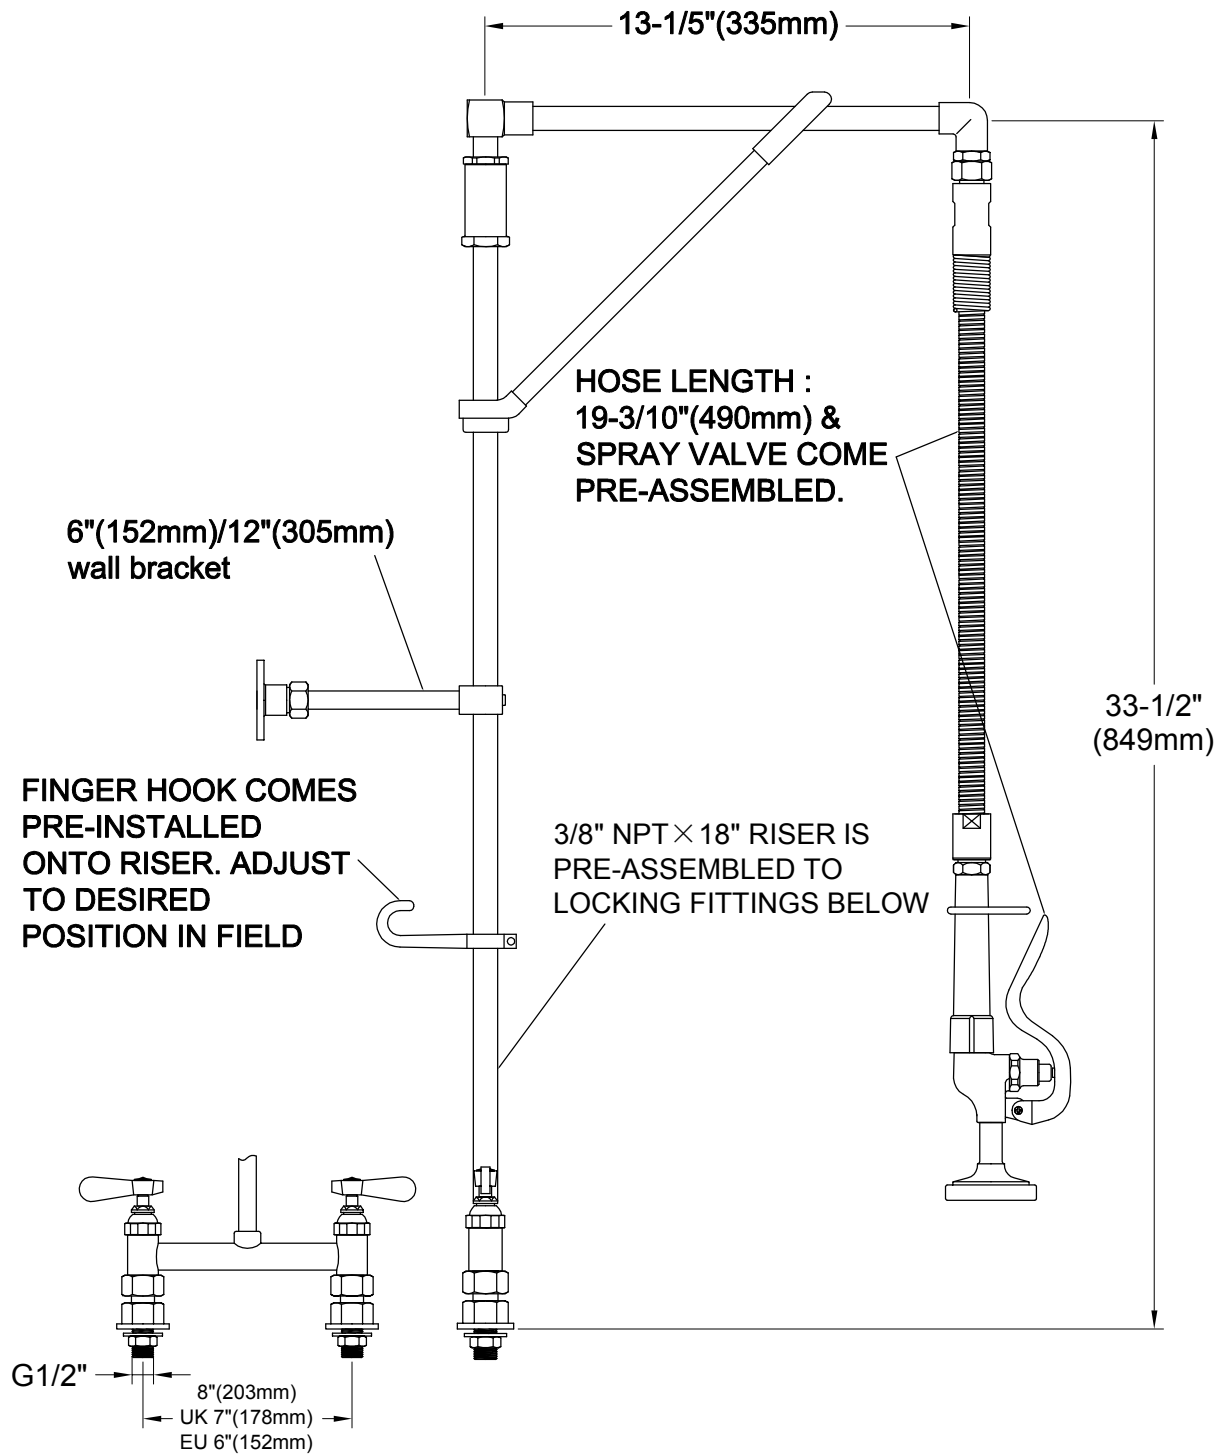 13-1/5"(335mm)
HOSE LENGTH :
19-3/10"(490mm) &
SPRAY VALVE COME
PRE-ASSEMBLED.
6"(152mm)/12"(305mm)
wall bracket
33-1/2"
(849mm)
FINGER HOOK COMES
PRE-INSTALLED
ONTO RISER. ADJUST
TO DESIRED
POSITION IN FIELD
3/8" NPT×18" RISER IS
PRE-ASSEMBLED TO
LOCKING FITTINGS BELOW
G1/2"
8"(203mm)
UK 7"(178mm)
EU 6"(152mm)